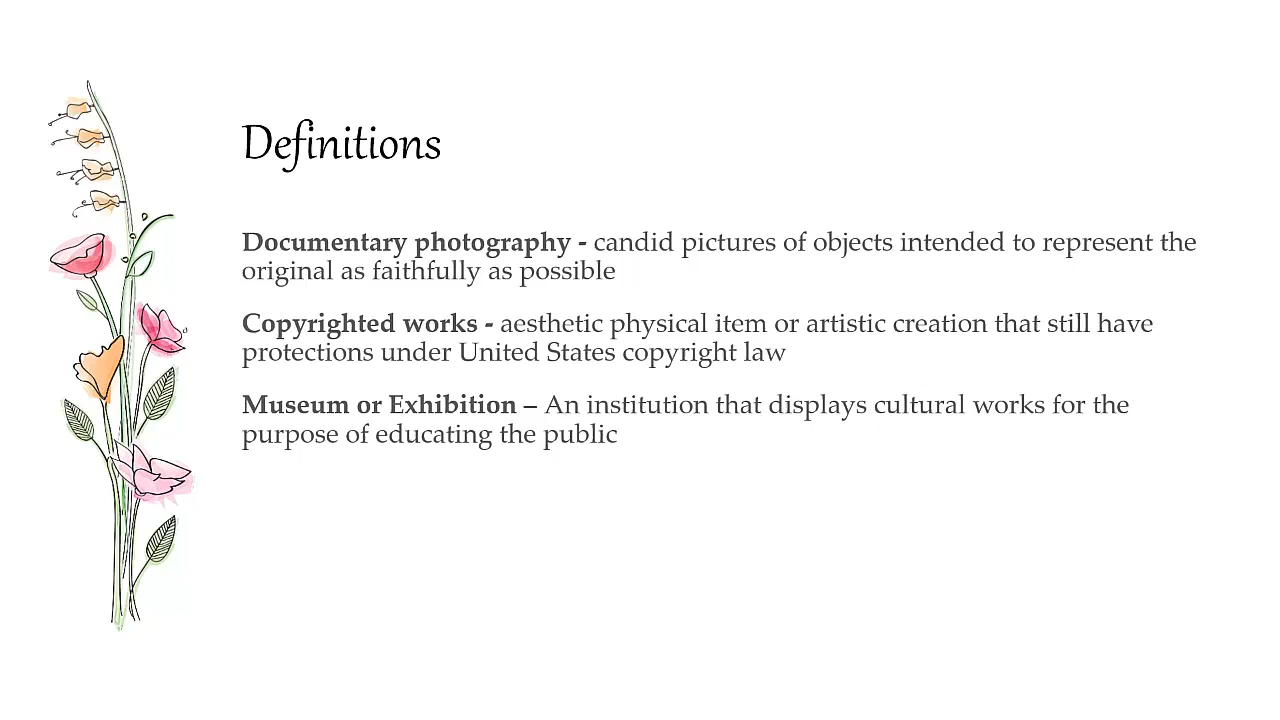 Definitions
Documentary photography - candid pictures of objects intended to represent the
original as faithfully as possible
Copyrighted works - aesthetic physical item or artistic creation that still have
protections under United States copyright law
Museum or Exhibition – An institution that displays cultural works for the
purpose of educating the public